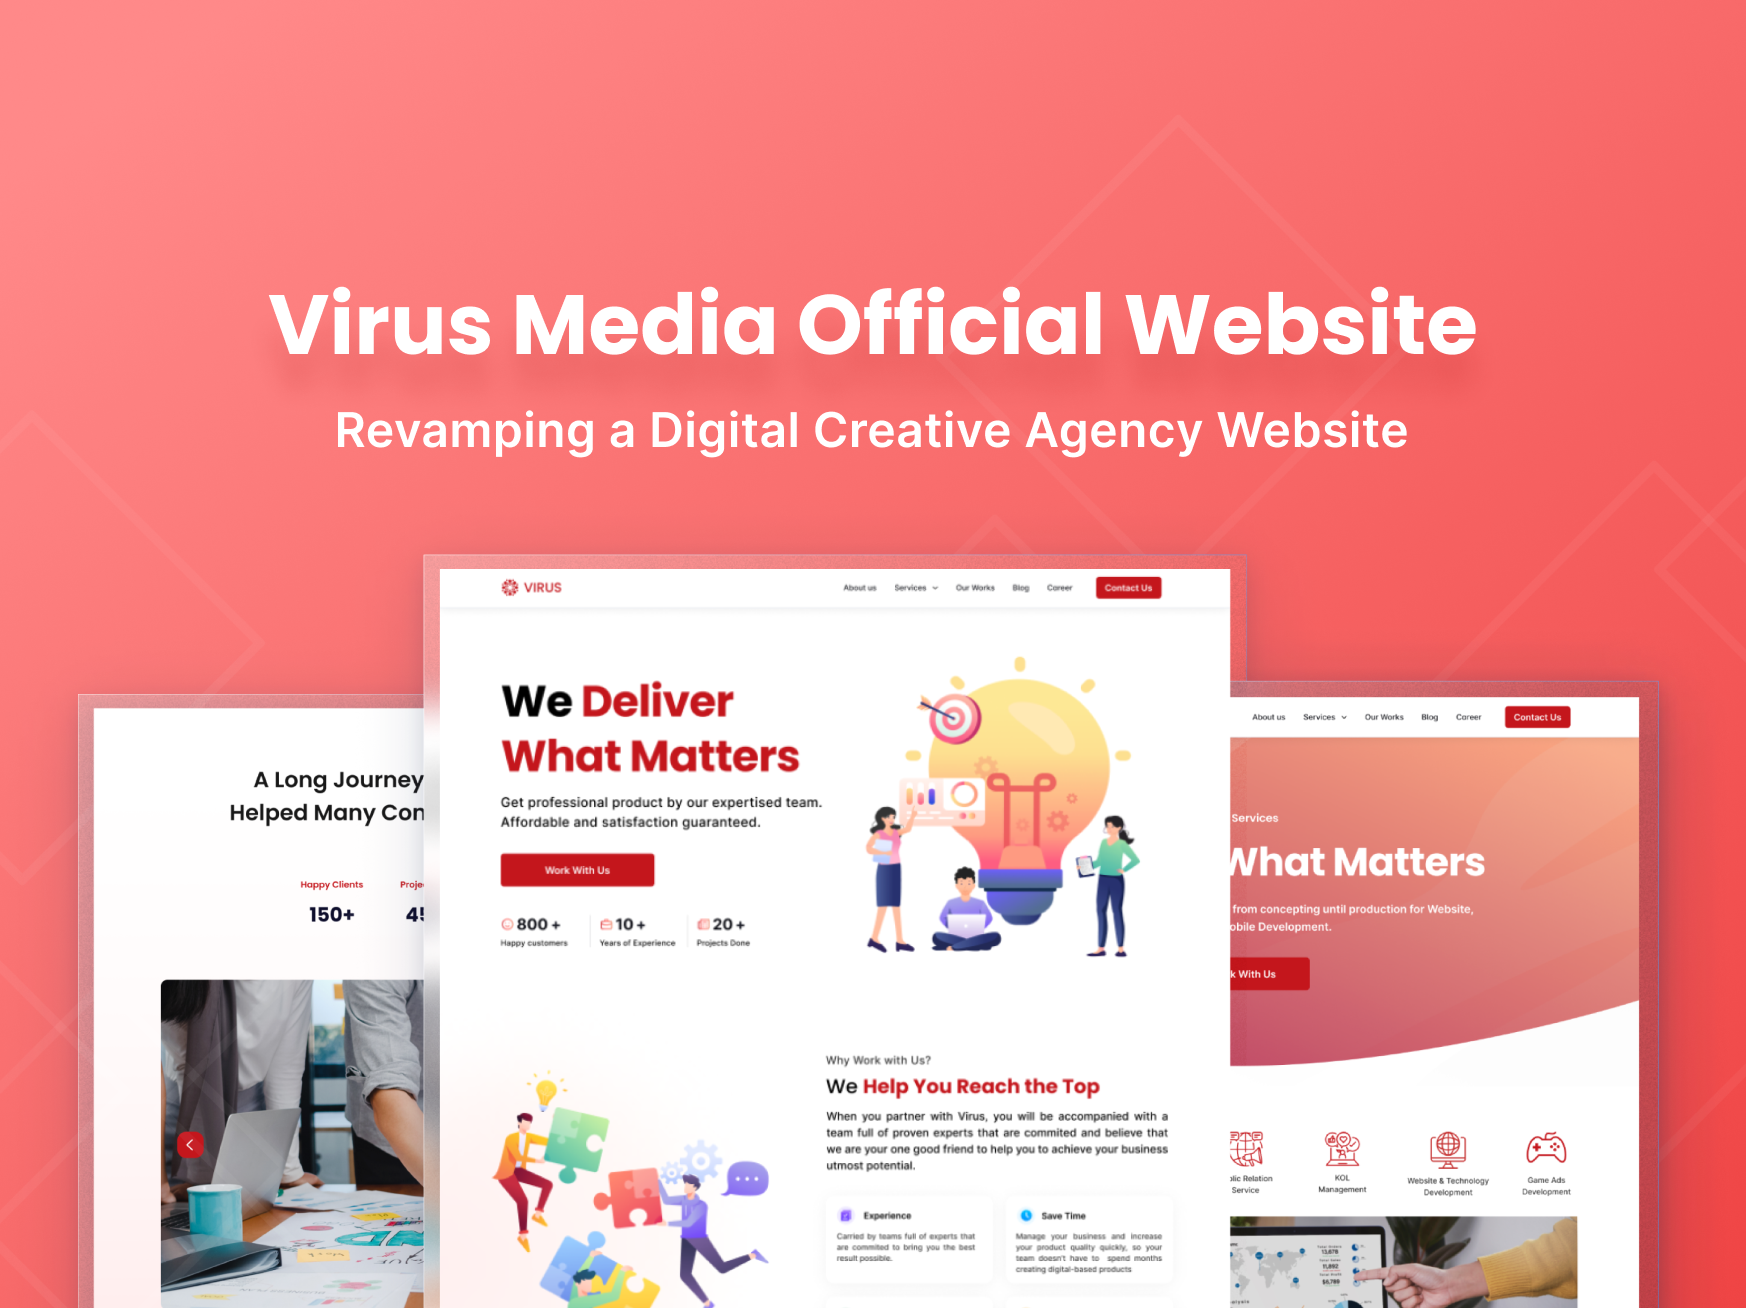 Virus Media Official Website
Revamping a Digital Creative Agency Website
VIRUS
About us
Services
Our Works
Blog
Career
Contact Us
We Deliver
What Matters
Get professional product by our expertised team.
Affordable and satisfaction guaranteed.
Work With Us
800 +
Happy customers
10 +
Years of Experience
20 +
Projects Done
Why Work with Us?
We Help You Reach the Top
When you partner with Virus, you will be accompanied with a
team full of proven experts that are commited and believe that
we are your one good friend to help you to achieve your business
utmost potential.
Experience
Carried by teams full of experts that
are commited to bring you the best
result possible.
Save Time
Manage your business and increase
your product quality quickly, so your
team doesn't have to spend months
creating digital-based products
A Long Journey
Helped Many Con
Happy Clients
150+
Proje
45
About us
Services
Our Works
Blog
Career
Contact Us
Services
What Matters
from concepting until production for Website,
obile Development.
k With Us
lic Relation
Service
KOL
Management
Website & Technology
Development
Game Ads
Development
13,878
11,892
$6,789
alysis